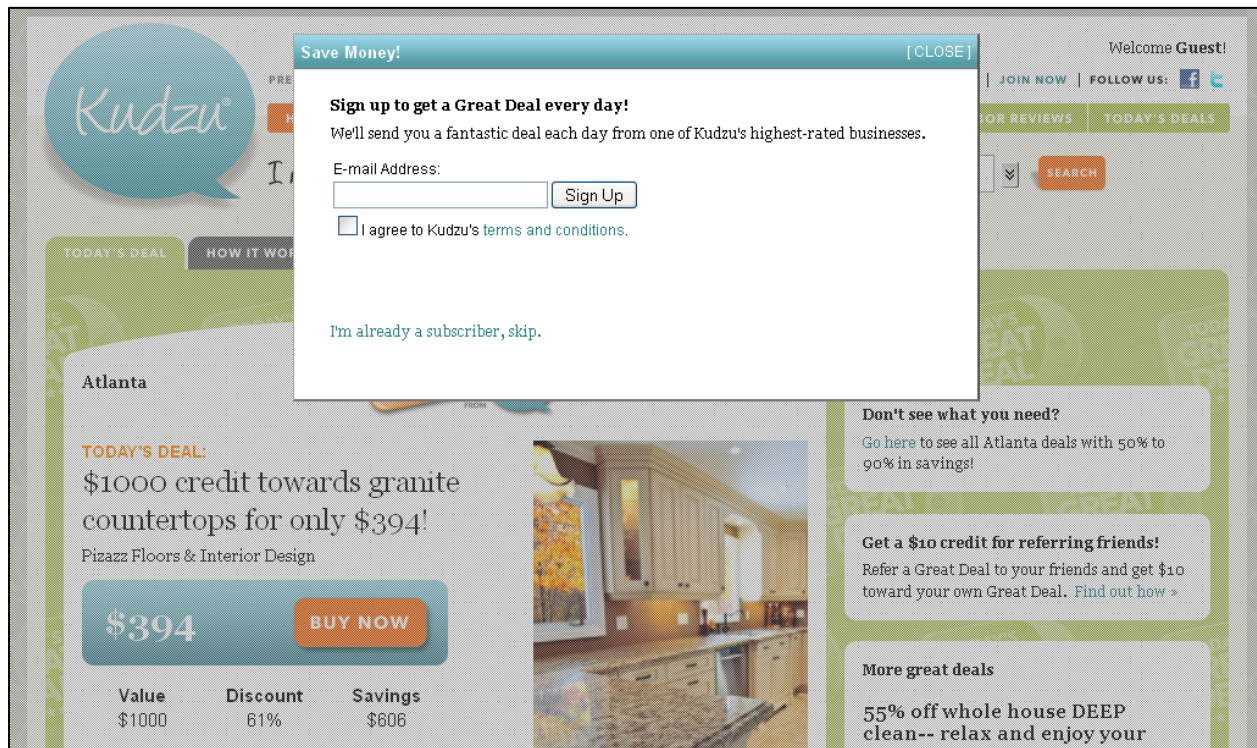 Kudzu®
Welcome Guest!
PRE
| JOIN NOW | FOLLOW US:
H
BOR REVIEWS
TODAY'S DEALS
SEARCH
Save Money!
[CLOSE]
Sign up to get a Great Deal every day!
We'll send you a fantastic deal each day from one of Kudzu's highest-rated businesses.
E-mail Address:
Sign Up
I agree to Kudzu's terms and conditions.
I'm already a subscriber, skip.
TODAY'S DEAL
HOW IT WOR
Atlanta
FROM
TODAY'S DEAL:
$1000 credit towards granite
countertops for only $394!
Pizazz Floors & Interior Design
$394
BUY NOW
Value Discount Savings
$1000 61% $606
Don't see what you need?
Go here to see all Atlanta deals with 50% to
90% in savings!
Get a $10 credit for referring friends!
Refer a Great Deal to your friends and get $10
toward your own Great Deal. Find out how »
More great deals
55% off whole house DEEP
clean-- relax and enjoy your